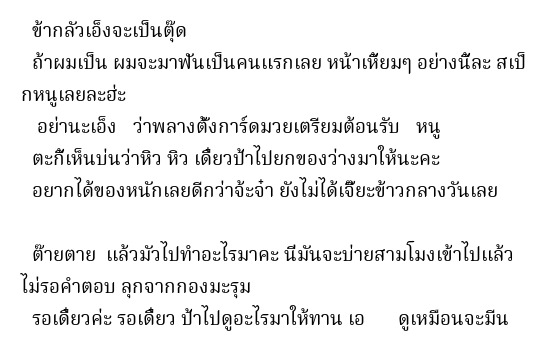 ข้ากลัวเอ็งจะเป็นตุ๊ด
ถ้าผมเป็น ผมจะมาฟันเป็นคนแรกเลย หน้าเหี้ยมๆ อย่างนี้ละ สเป็
กหนูเลยละฮ่ะ
อย่านะเอ็ง ว่าพลางตั้งการ์ดมวยเตรียมต้อนรับ หนู
ตะกี้เห็นบ่นว่าหิว หิว เดี๋ยวป้าไปยกของว่างมาให้นะคะ
อยากได้ของหนักเลยดีกว่าจ้ะจ๋า ยังไม่ได้เจี๊ยะข้าวกลางวันเลย
ต๊ายตาย แล้วมัวไปทำอะไรมาคะ นี่มันจะบ่ายสามโมงเข้าไปแล้ว
ไม่รอคำตอบ ลุกจากกองมะรุม
รอเดี๋ยวค่ะ รอเดี๋ยว ป้าไปดูอะไรมาให้ทาน เอ ดูเหมือนจะมีน